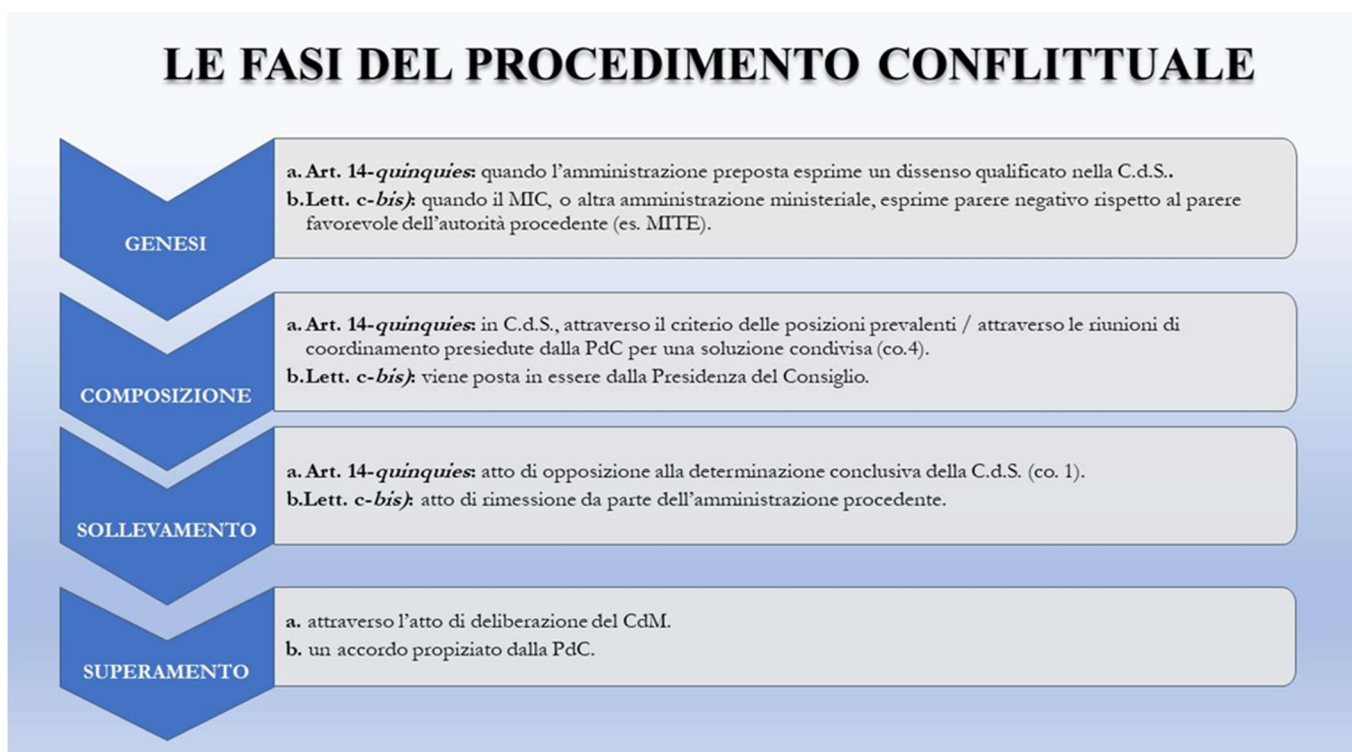 LE FASI DEL PROCEDIMENTO CONFLITTUALE
GENESI
a. Art. 14-quinquies: quando l'amministrazione preposta esprime un dissenso qualificato nella C.d.S..
b.Lett. c-bis): quando il MIC, o altra amministrazione ministeriale, esprime parere negativo rispetto al parere
favorevole dell'autorità procedente (es. MITE).
COMPOSIZIONE
a. Art. 14-quinquies: in C.d.S., attraverso il criterio delle posizioni prevalenti / attraverso le riunioni di
coordinamento presiedute dalla PdC per una soluzione condivisa (co.4).
b.Lett. c-bis): viene posta in essere dalla Presidenza del Consiglio.
SOLLEVAMENTO
a. Art. 14-quinquies: atto di opposizione alla determinazione conclusiva della C.d.S. (co. 1).
b.Lett. c-bis): atto di rimessione da parte dell'amministrazione procedente.
SUPERAMENTO
a. attraverso l'atto di deliberazione del CdM.
b. un accordo propiziato dalla PdC.